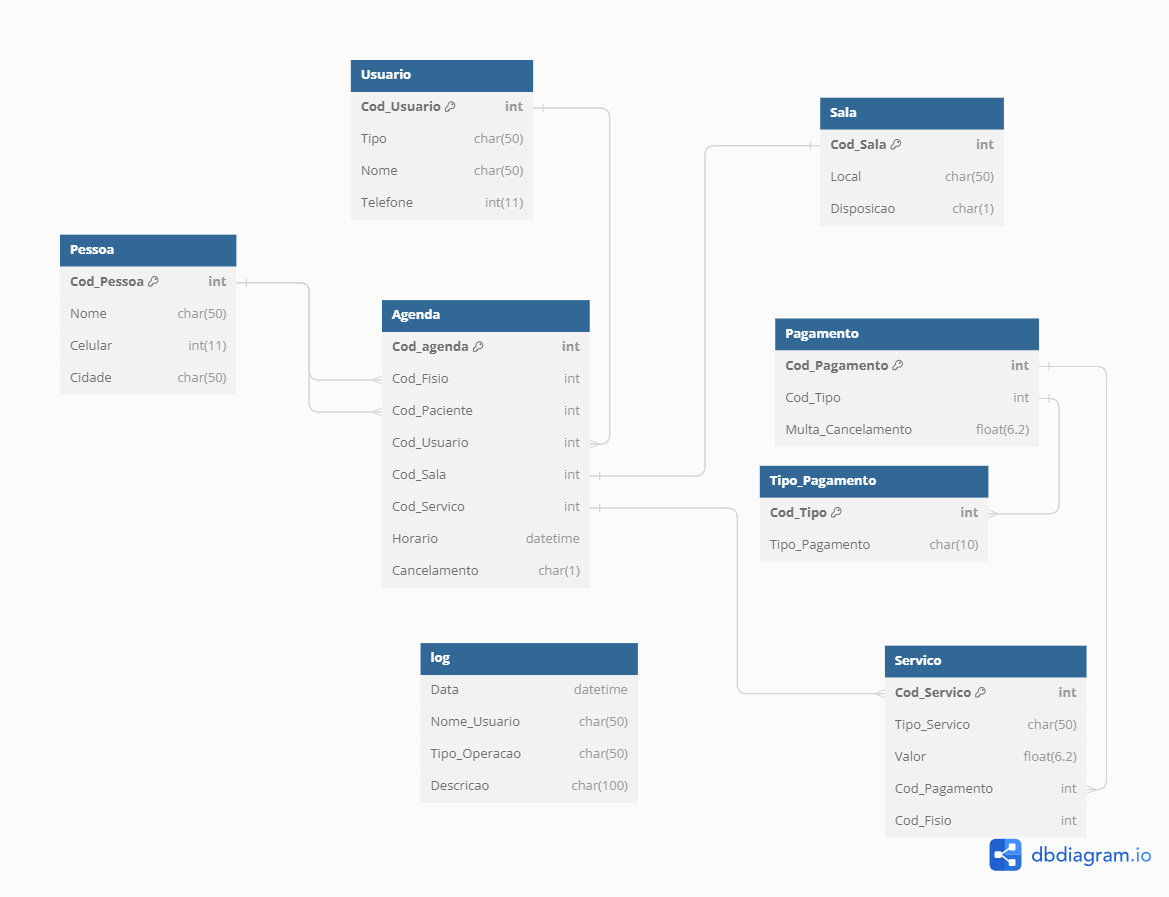 Usuario
Cod_Usuario int
Tipo char(50)
Nome char(50)
Telefone int(11)
Sala
Cod_Sala int
Local char(50)
Disposicao char(1)
Pessoa
Cod_Pessoa int
Nome char(50)
Celular int(11)
Cidade char(50)
Agenda
Cod_agenda int
Cod_Fisio int
Cod_Paciente int
Cod_Usuario int
Cod_Sala int
Cod_Servico int
Horario datetime
Cancelamento char(1)
Pagamento
Cod_Pagamento int
Cod_Tipo int
Multa_Cancelamento float(6.2)
Tipo_Pagamento
Cod_Tipo int
Tipo_Pagamento char(10)
log
Data datetime
Nome_Usuario char(50)
Tipo_Operacao char(50)
Descricao char(100)
Servico
Cod_Servico int
Tipo_Servico char(50)
Valor float(6.2)
Cod_Pagamento int
Cod_Fisio int
dbdiagram.io